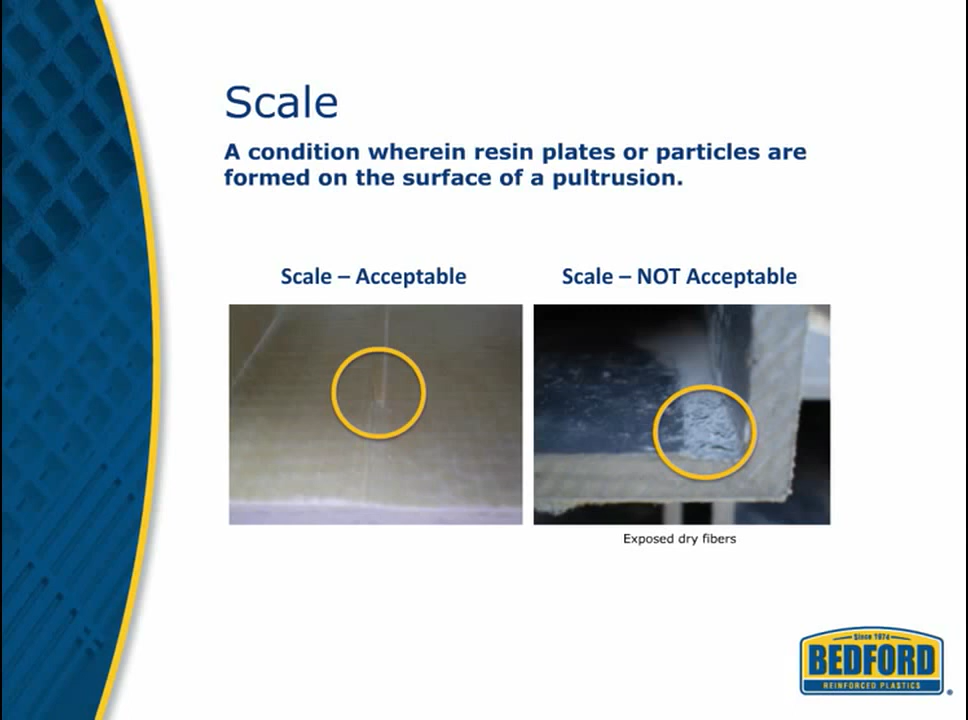 Scale
A condition wherein resin plates or particles are
formed on the surface of a pultrusion.
Scale – Acceptable
Scale – NOT Acceptable
Exposed dry fibers
Since 1974
BEDFORD
REINFORCED PLASTICS
®